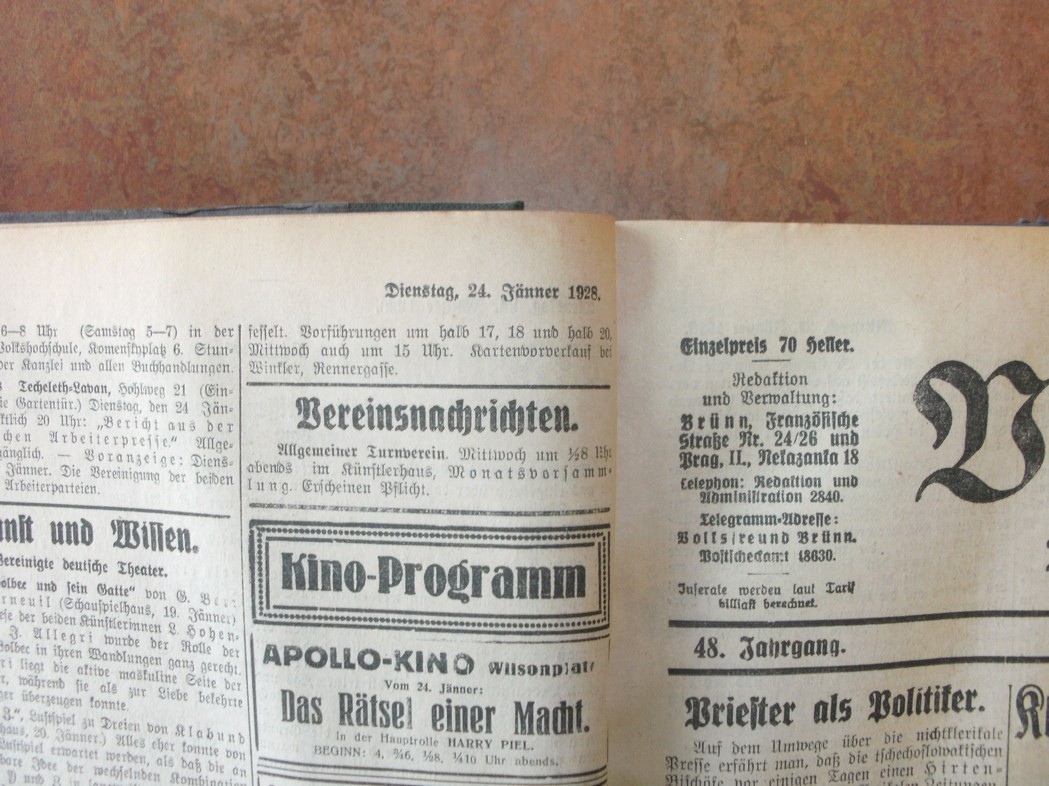 Dienstag, 24. Jänner 1928.
6—8 Uhr (Samstag 5—7) in der
Volkshochschule, Komenskyplatz 6. Stun-
der Kanzlei und allen Buchhandlungen.
Techeleth-Lavan, Hohlweg 21 (Ein-
Gartentür.) Dienstag, den 24 Jän-
20 Uhr: „Bericht aus der
chen Arbeiterpresse." Allge-
— Voranzeige: Diens-
Jänner. Die Vereinigung der beiden
Arbeiterparteien.
und Wissen.
Vereinigte deutsche Theater.
und sein Gatte" von G. Ber-
(Schauspielhaus, 19. Jänner)
der beiden Künstlerinnen L. Hohen-
J. Allegri wurde der Rolle der
in ihren Wandlungen ganz gerecht.
liegt die aktive maskuline Seite der
während sie als zur Liebe bekehrte
überzeugen konnte.
Lustspiel zu Dreien von Klabund
20. Jänner.) Alles eher konnte von
Lustspiel erwartet werden, als daß die an
Idee der wechselnden Kombination
fesselt. Vorführungen um halb 17, 18 und halb 20,
Mittwoch auch um 15 Uhr. Kartenvorverkauf bei
Winkler, Rennergasse.
Vereinsnachrichten.
Allgemeiner Turnverein. Mittwoch um ½8 Uhr
abends im Künstlerhaus, Monatsversamm-
lung. Erscheinen Pflicht.
Kino-Programm
APOLLO-KINO Wilsonplatz
Vom 24. Jänner:
Das Rätsel einer Macht.
In der Hauptrolle HARRY PIEL.
BEGINN: 4, ¾6, ½8, ¼10 Uhr abends.
Einzelpreis 70 Heller.
Redaktion
und Verwaltung:
Brünn, Französische
Straße Nr. 24/26 und
Prag, II., Nekazanka 18
Telephon: Redaktion und
Administration 2840.
Telegramm-Adresse:
Volksfreund Brünn.
Postscheckamt
Inserate werden laut Tarif
billigst berechnet.
V
48. Jahrgang.
Priester als Politiker.
Auf dem Umwege über die nichtklerikale
Presse erfährt man, daß die tschechoslowakischen
Bischöfe vor einigen Tagen einen Hirten-